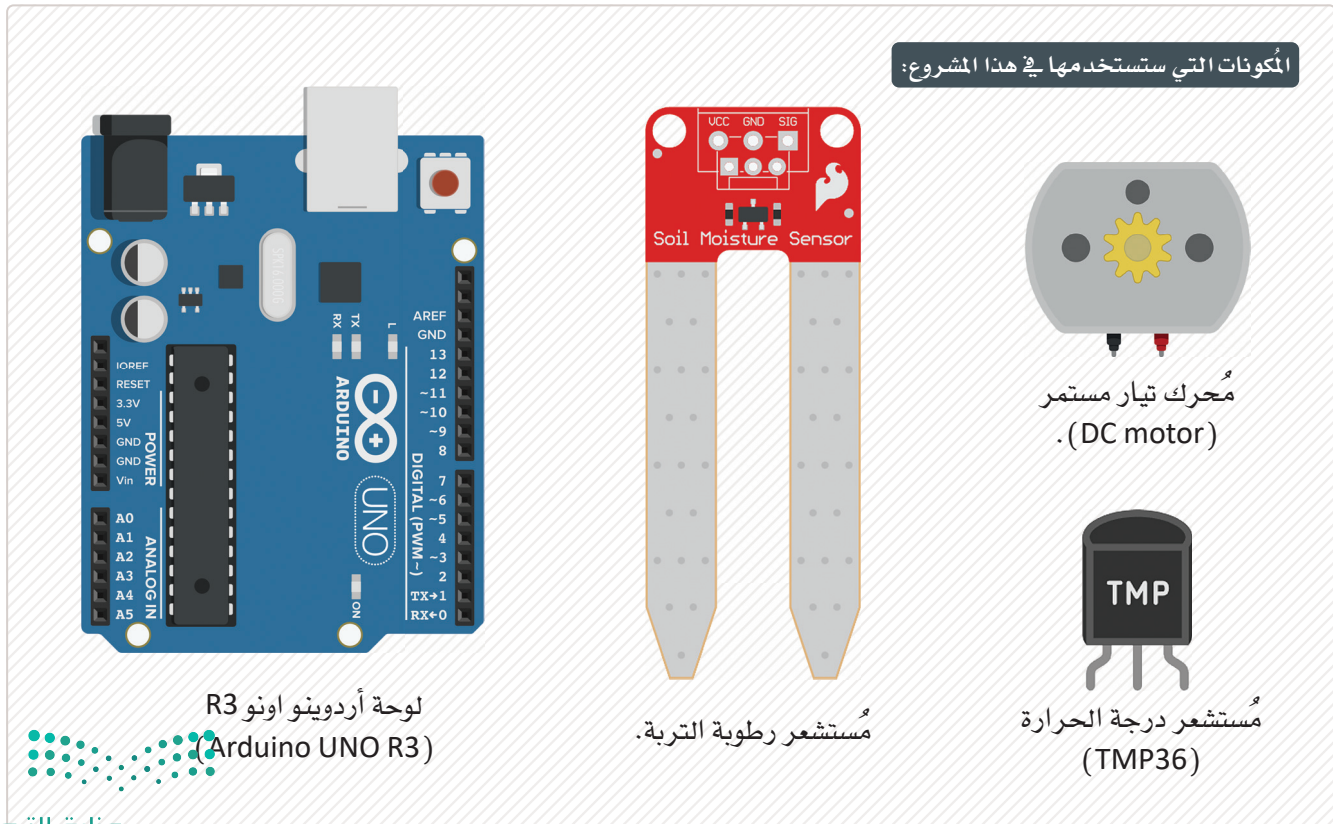 المُكونات التي ستستخدمها في هذا المشروع:
VCC GND SIG
Soil Moisture Sensor
مُستشعر رطوبة التربة.
مُحرك تيار مستمر
(DC motor).
TMP
مُستشعر درجة الحرارة
(TMP36)
SPK16.000G
RX
TX
L
AREF
GND
13
12
~11
~10
~9
8
7
~6
~5
4
~3
2
TX→1
RX←0
DIGITAL (PWM~)
ARDUINO
UNO
ON
IOREF
RESET
3.3V
5V
GND
GND
Vin
POWER
A0
A1
A2
A3
A4
A5
ANALOG IN
لوحة أردوينو اونو R3
(Arduino UNO R3)